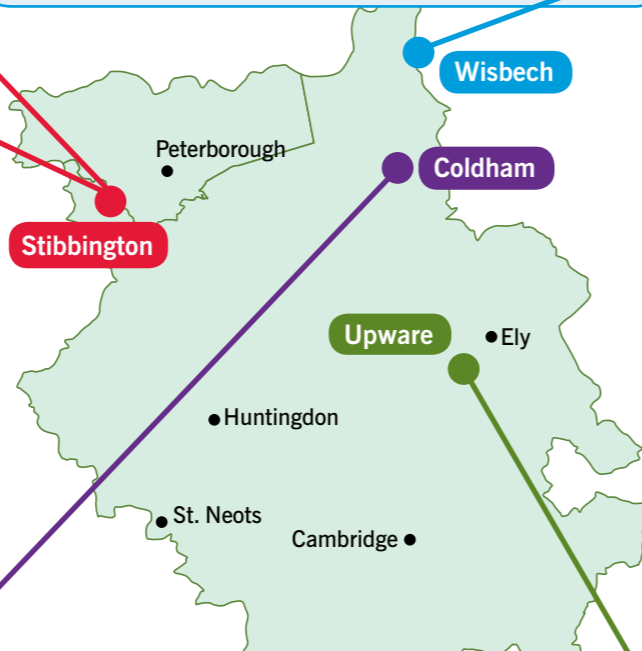 Wisbech
Peterborough
Coldham
Stibbington
Upware
Ely
Huntingdon
St. Neots
Cambridge